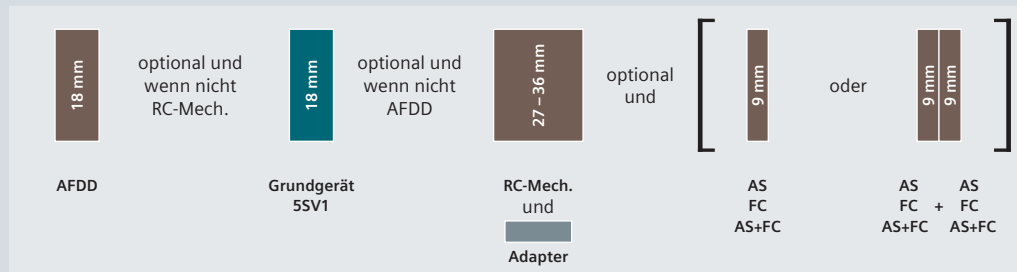 18 mm
optional und
wenn nicht
RC-Mech.
18 mm
optional und
wenn nicht
AFDD
27 – 36 mm
optional
und
9 mm
oder
9 mm
9 mm
AFDD
Grundgerät
5SV1
RC-Mech.
und
Adapter
AS
FC
AS+FC
AS AS
FC + FC
AS+FC AS+FC